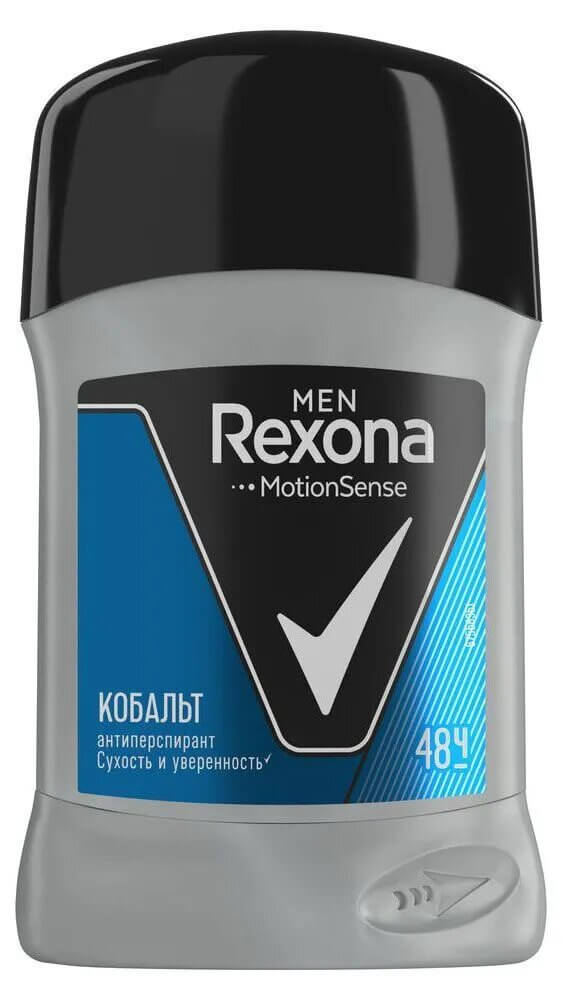 MEN
Rexona
MotionSense
КОБАЛЬТ
антиперспирант
Сухость и уверенность
48Ч